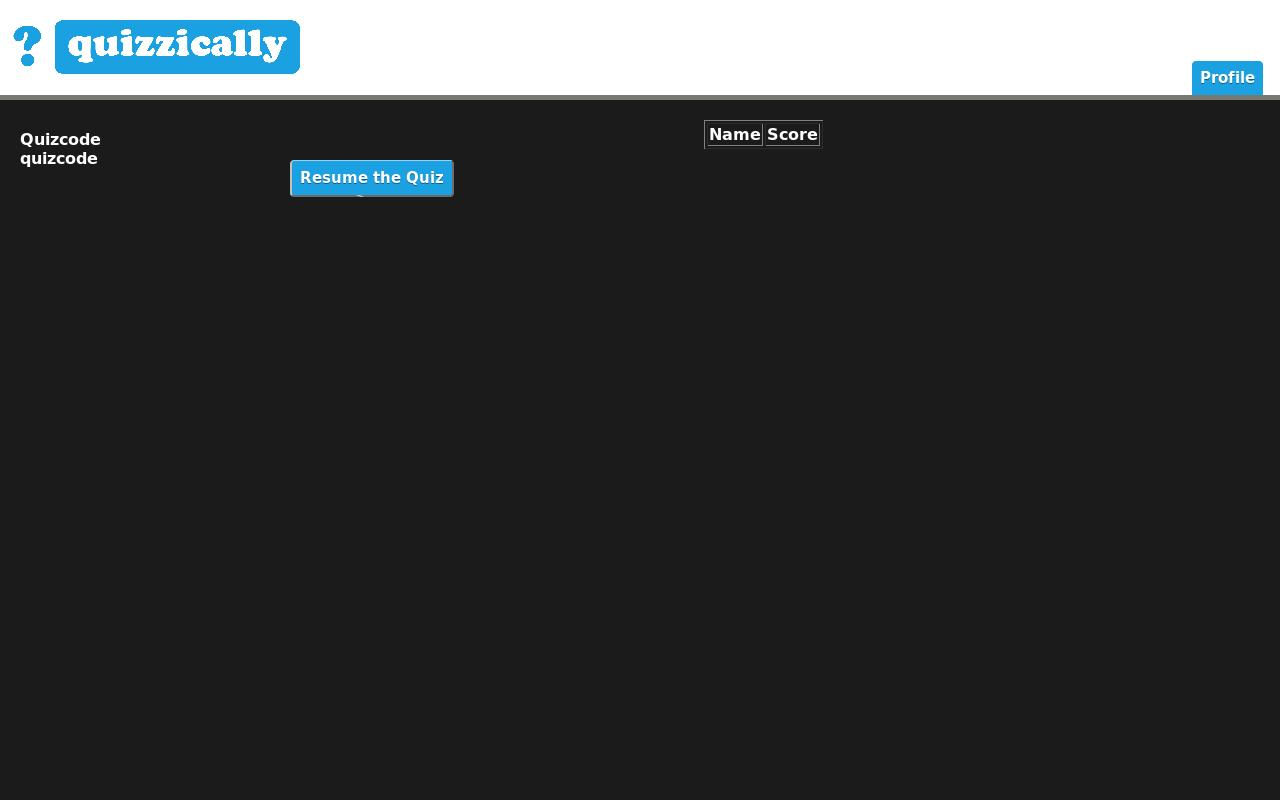 ? quizzically
Profile
Quizcode
quizcode
Resume the Quiz
Name Score